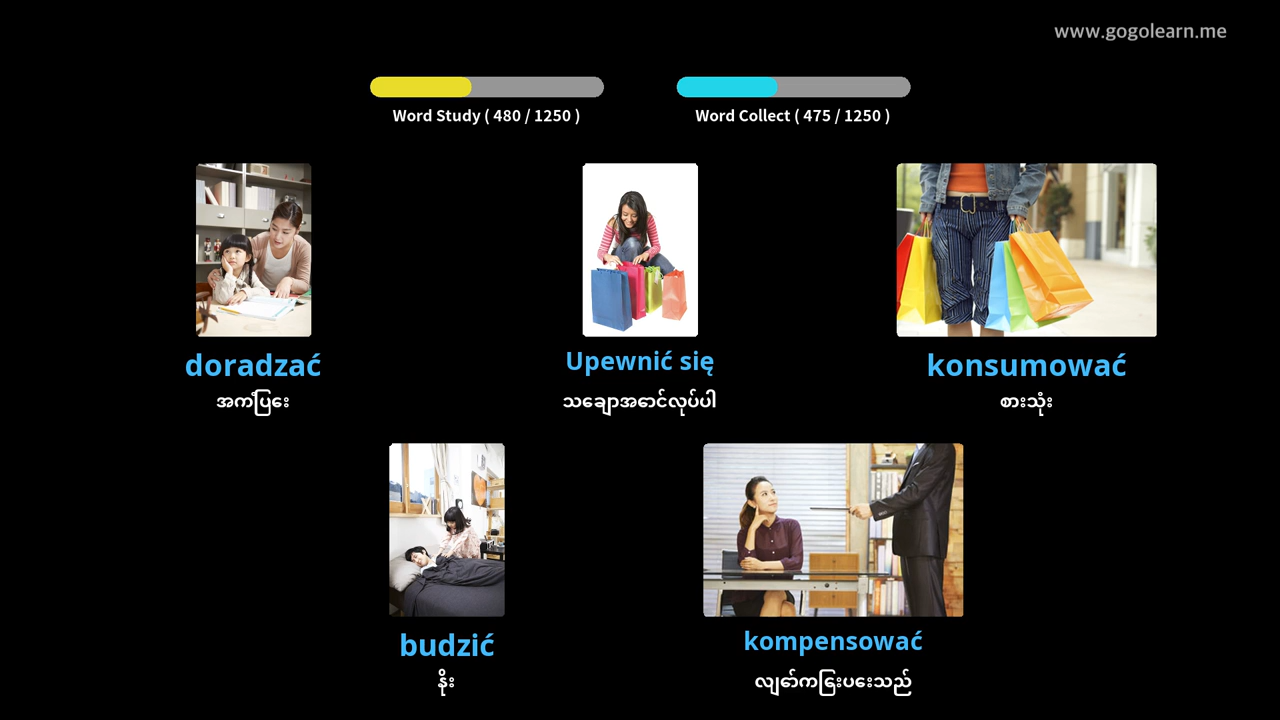 www.gogolearn.me
Word Study ( 480 / 1250 )
Word Collect ( 475 / 1250 )
doradzać
အကံပြေး
Upewnić się
သချောအောင်လုပ်ပါ
konsumować
စားသုံး
budzić
နိုး
kompensować
လျော်ကြေးပေးသည်